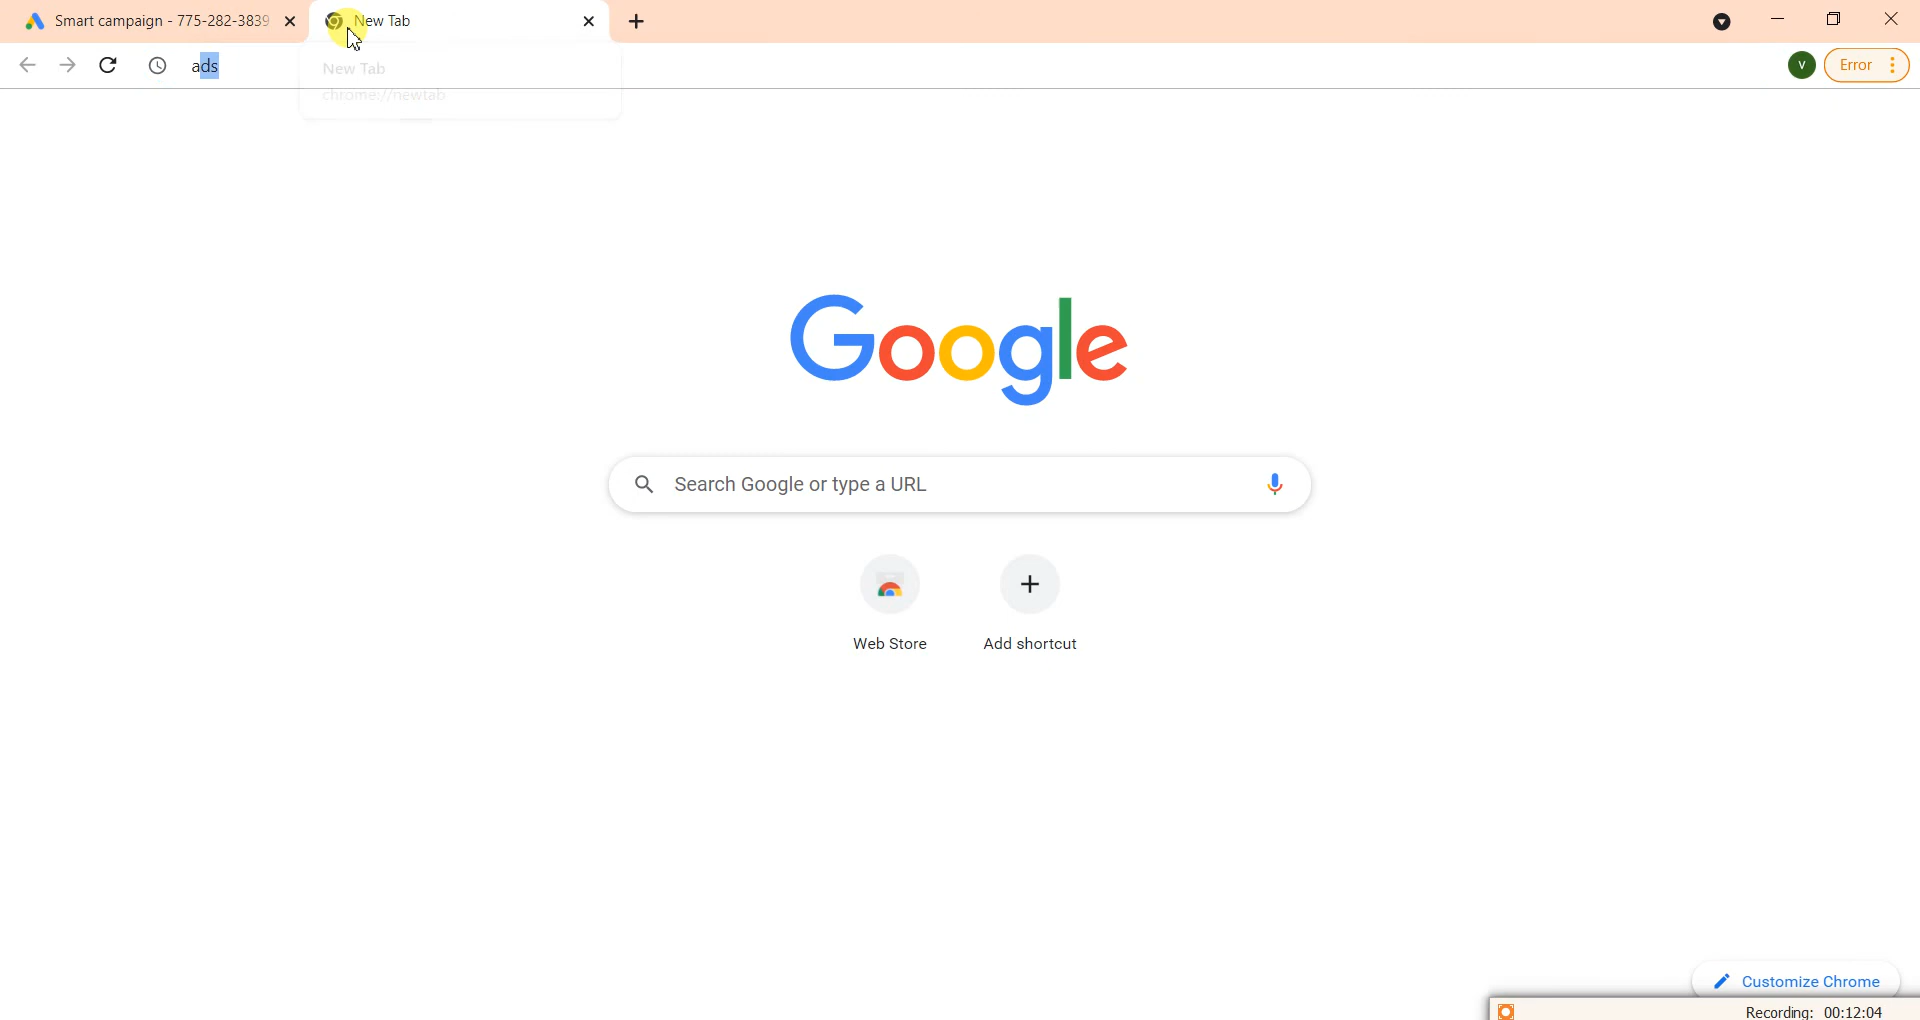 Smart campaign - 775-282-3839
New Tab
ads
V
Error
New Tab
chrome://newtab
Google
Search Google or type a URL
Web Store
Add shortcut
Customize Chrome
Recording: 00:12:04